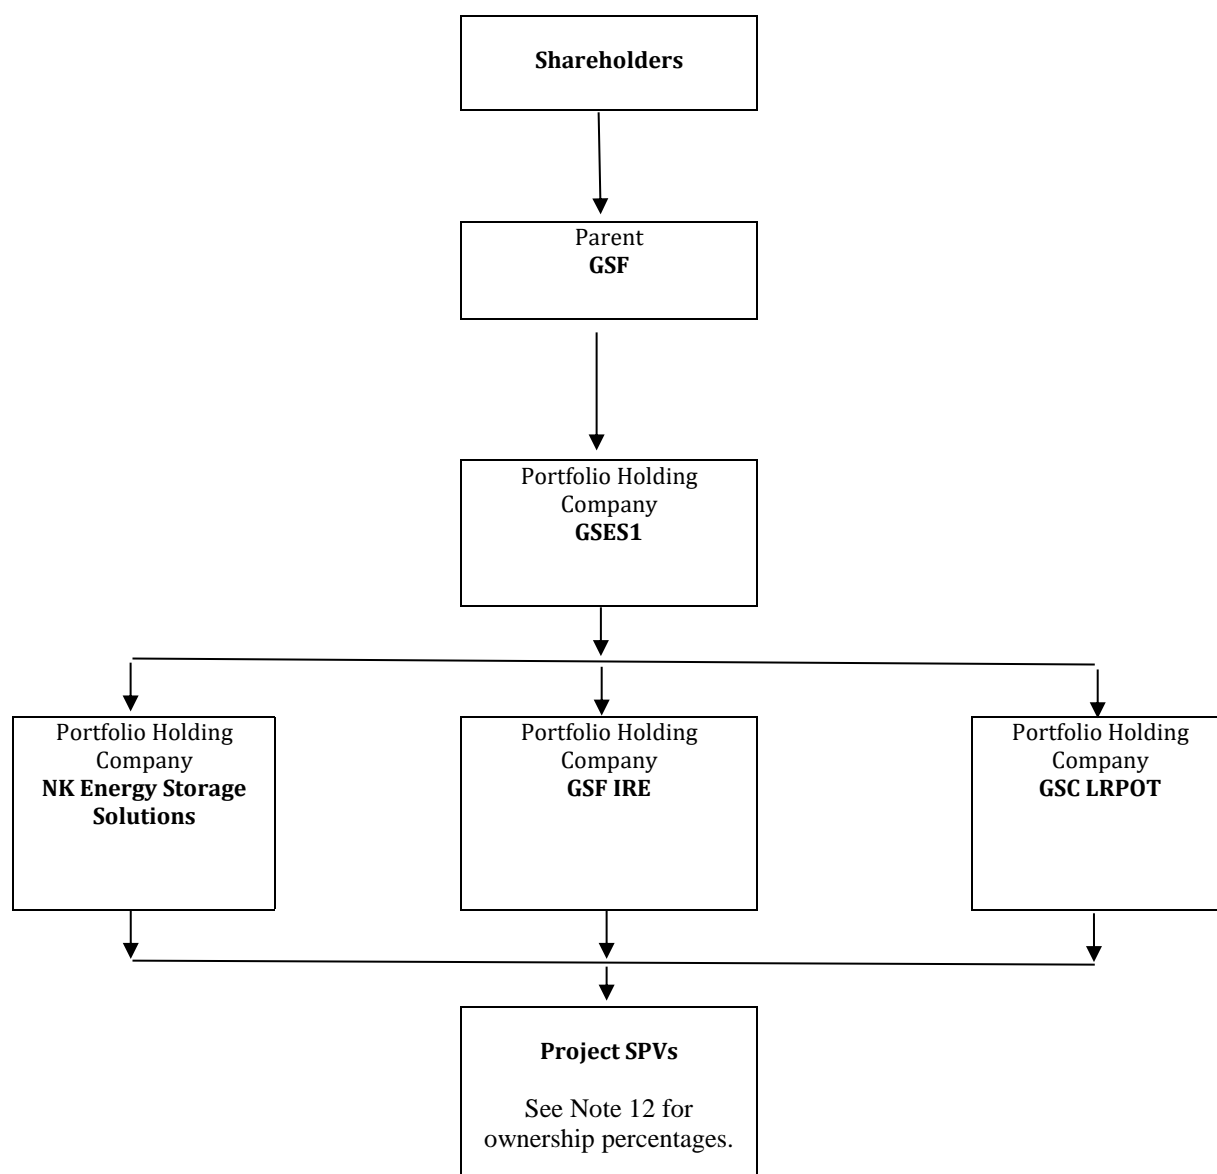 Shareholders
Parent
GSF
Portfolio Holding
Company
GSES1
Portfolio Holding
Company
NK Energy Storage
Solutions
Portfolio Holding
Company
GSF IRE
Portfolio Holding
Company
GSC LRPOT
Project SPVs
See Note 12 for
ownership percentages.